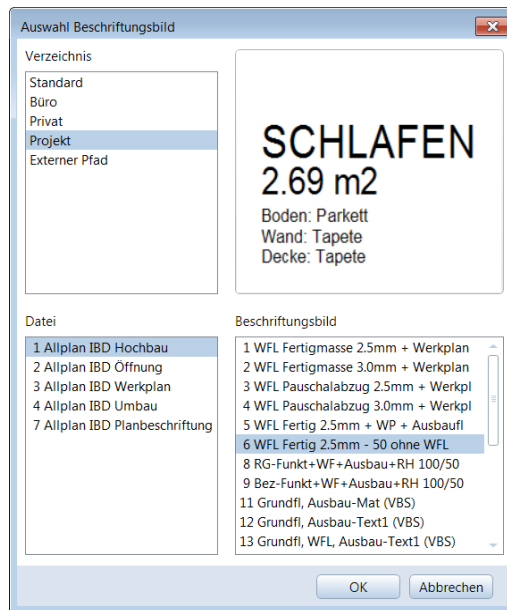 Auswahl Beschriftungsbild
Verzeichnis
Standard
Büro
Privat
Projekt
Externer Pfad
SCHLAFEN
2.69 m2
Boden: Parkett
Wand: Tapete
Decke: Tapete
Datei
1 Allplan IBD Hochbau
2 Allplan IBD Öffnung
3 Allplan IBD Werkplan
4 Allplan IBD Umbau
7 Allplan IBD Planbeschriftung
Beschriftungsbild
1 WFL Fertigmasse 2.5mm + Werkplan
2 WFL Fertigmasse 3.0mm + Werkplan
3 WFL Pauschalabzug 2.5mm + Werkpl
4 WFL Pauschalabzug 3.0mm + Werkpl
5 WFL Fertig 2.5mm + WP + Ausbaufl
6 WFL Fertig 2.5mm - 50 ohne WFL
8 RG-Funkt+WF+Ausbau+RH 100/50
9 Bez-Funkt+WF+Ausbau+RH 100/50
11 Grundfl, Ausbau-Mat (VBS)
12 Grundfl, Ausbau-Text1 (VBS)
13 Grundfl, WFL, Ausbau-Text1 (VBS)
OK
Abbrechen